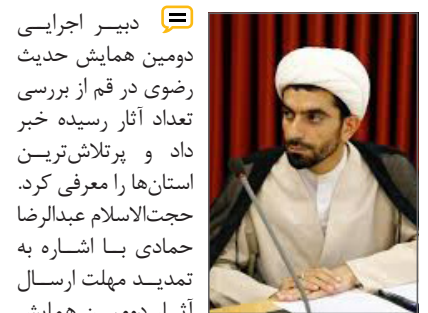 دبیر اجرایی
دومین همایش حدیث
رضوی در قم از بررسی
تعداد آثار رسیده خبر
داد و پرتلاش‌ترین
استان‌ها را معرفی کرد.
حجت‌الاسلام عبدالرضا
حمادی با اشاره به
تمدید مهلت ارسال